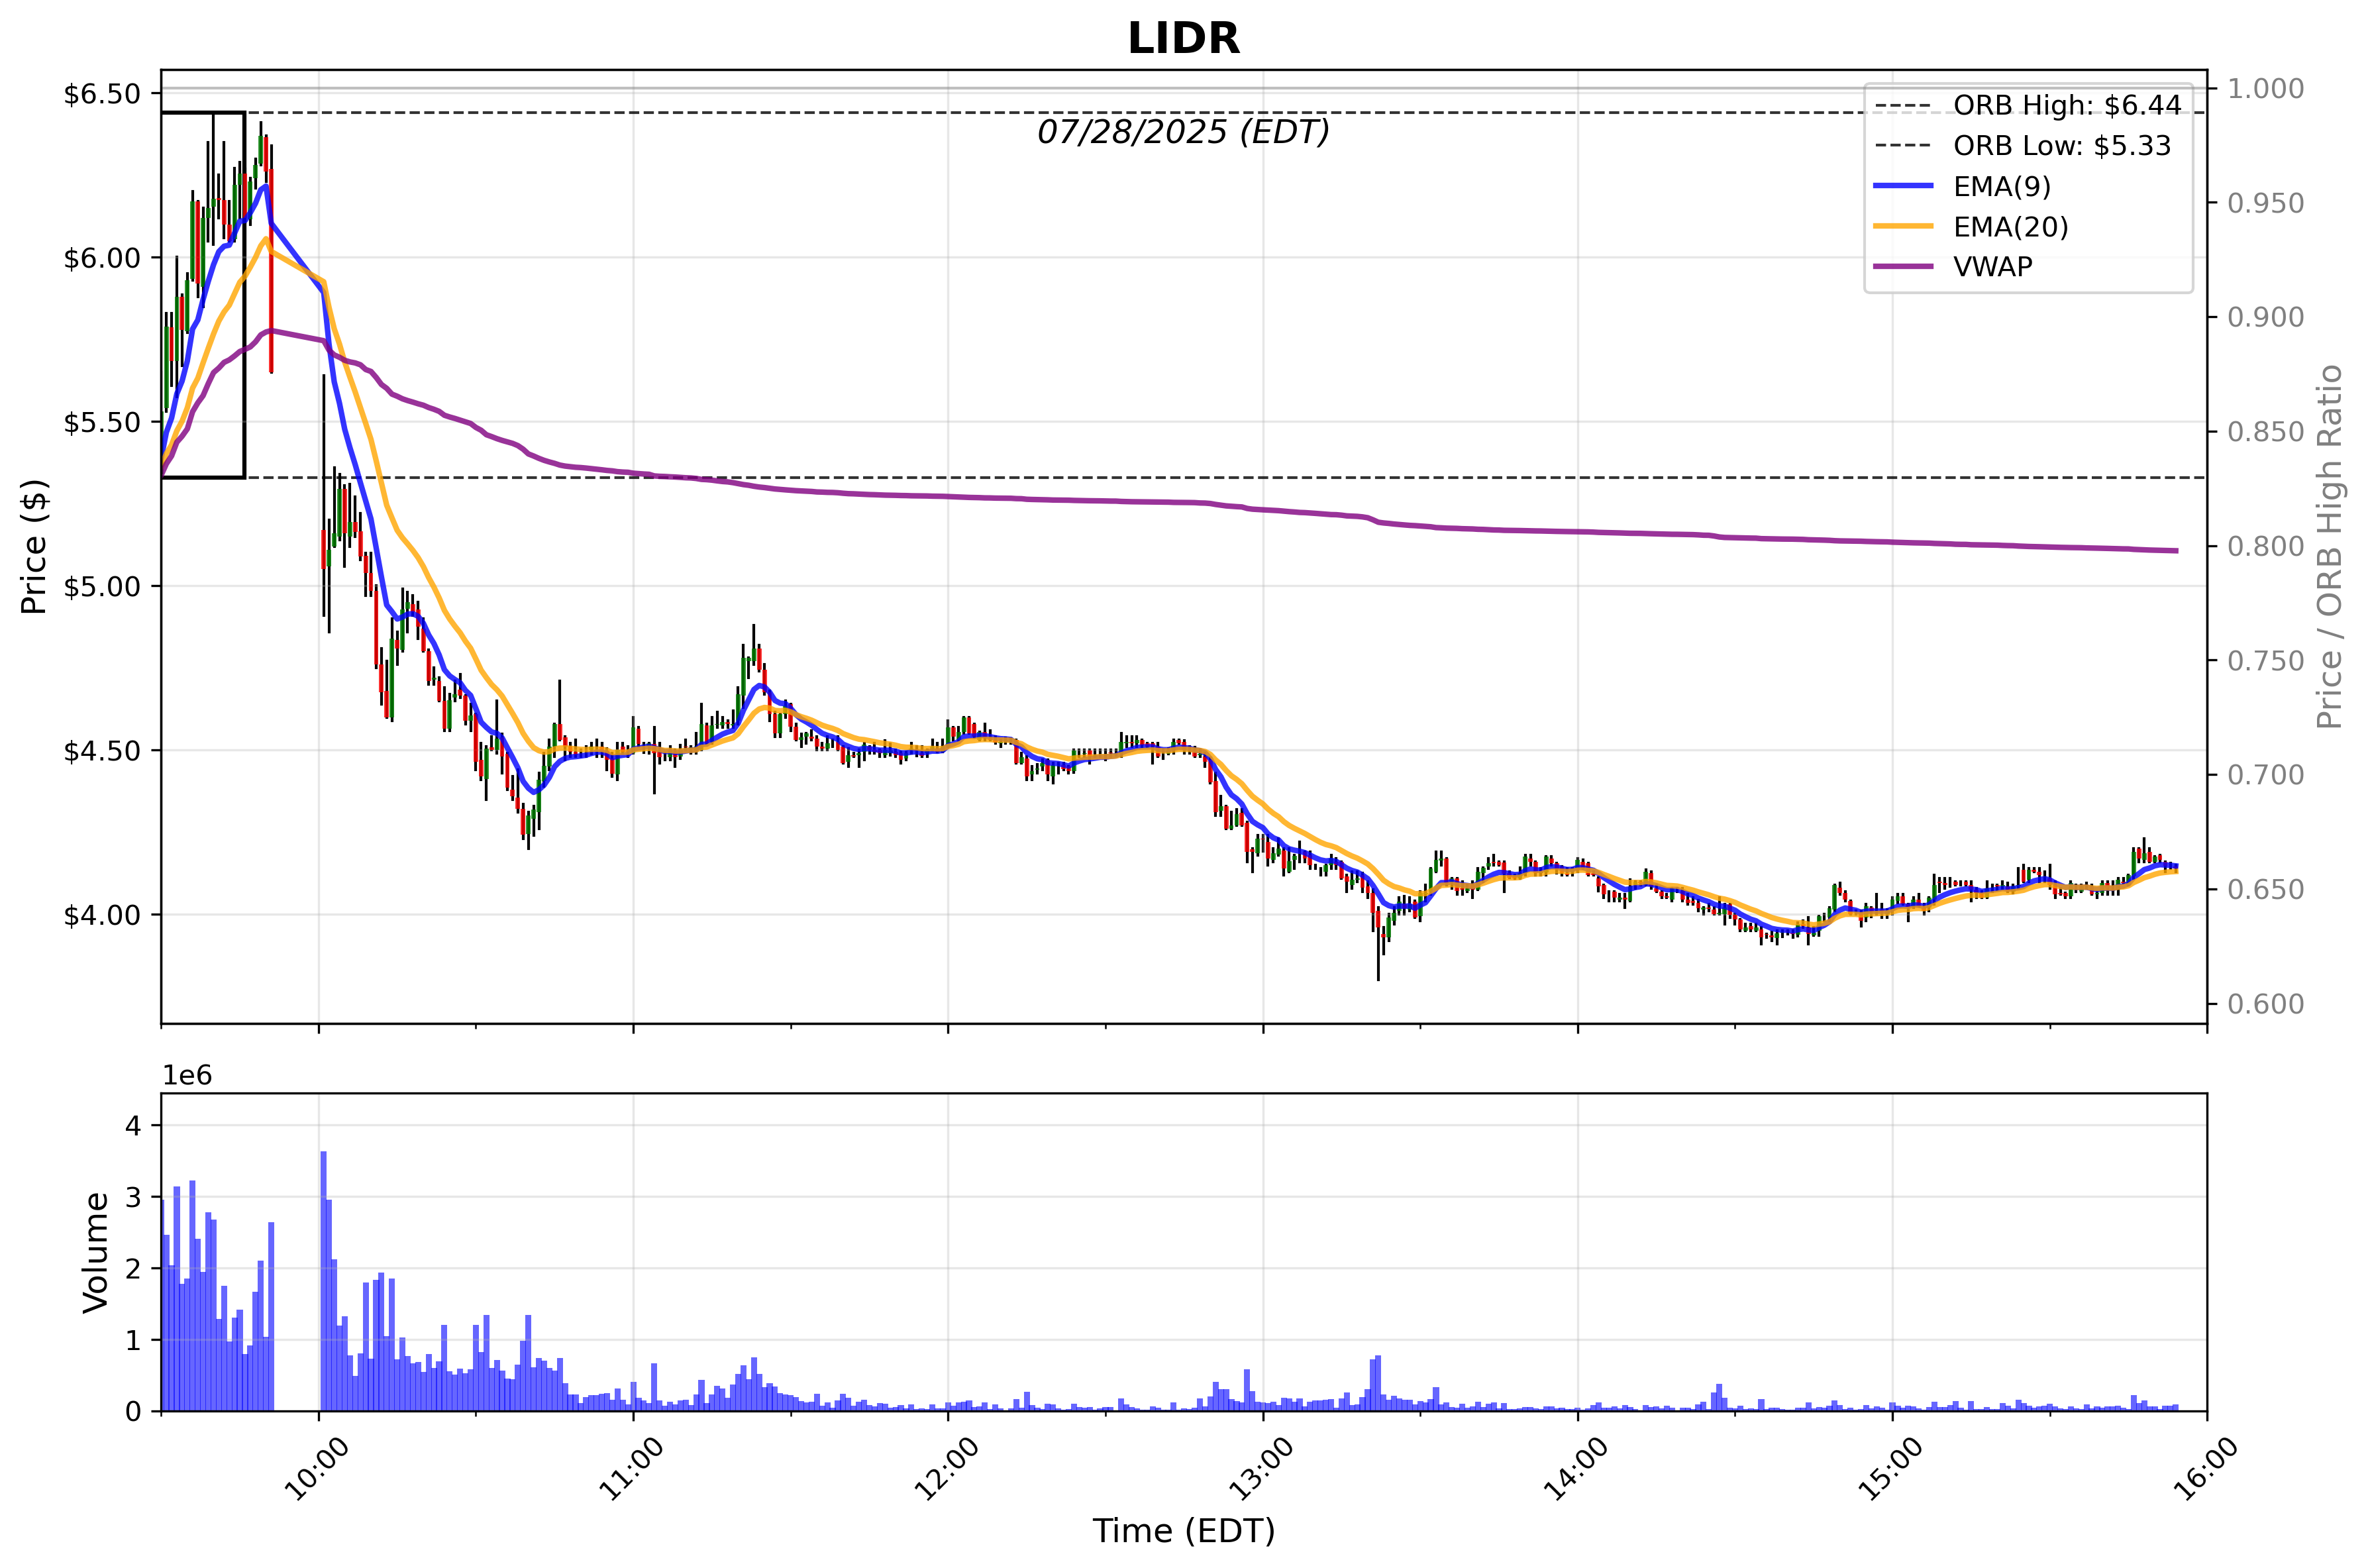 LIDR
07/28/2025 (EDT)
ORB High: $6.44
ORB Low: $5.33
EMA(9)
EMA(20)
VWAP
Price ($)
$6.50
$6.00
$5.50
$5.00
$4.50
$4.00
Price / ORB High Ratio
1.000
0.950
0.900
0.850
0.800
0.750
0.700
0.650
0.600
1e6
Volume
4
3
2
1
0
10:00
11:00
12:00
13:00
14:00
15:00
16:00
Time (EDT)